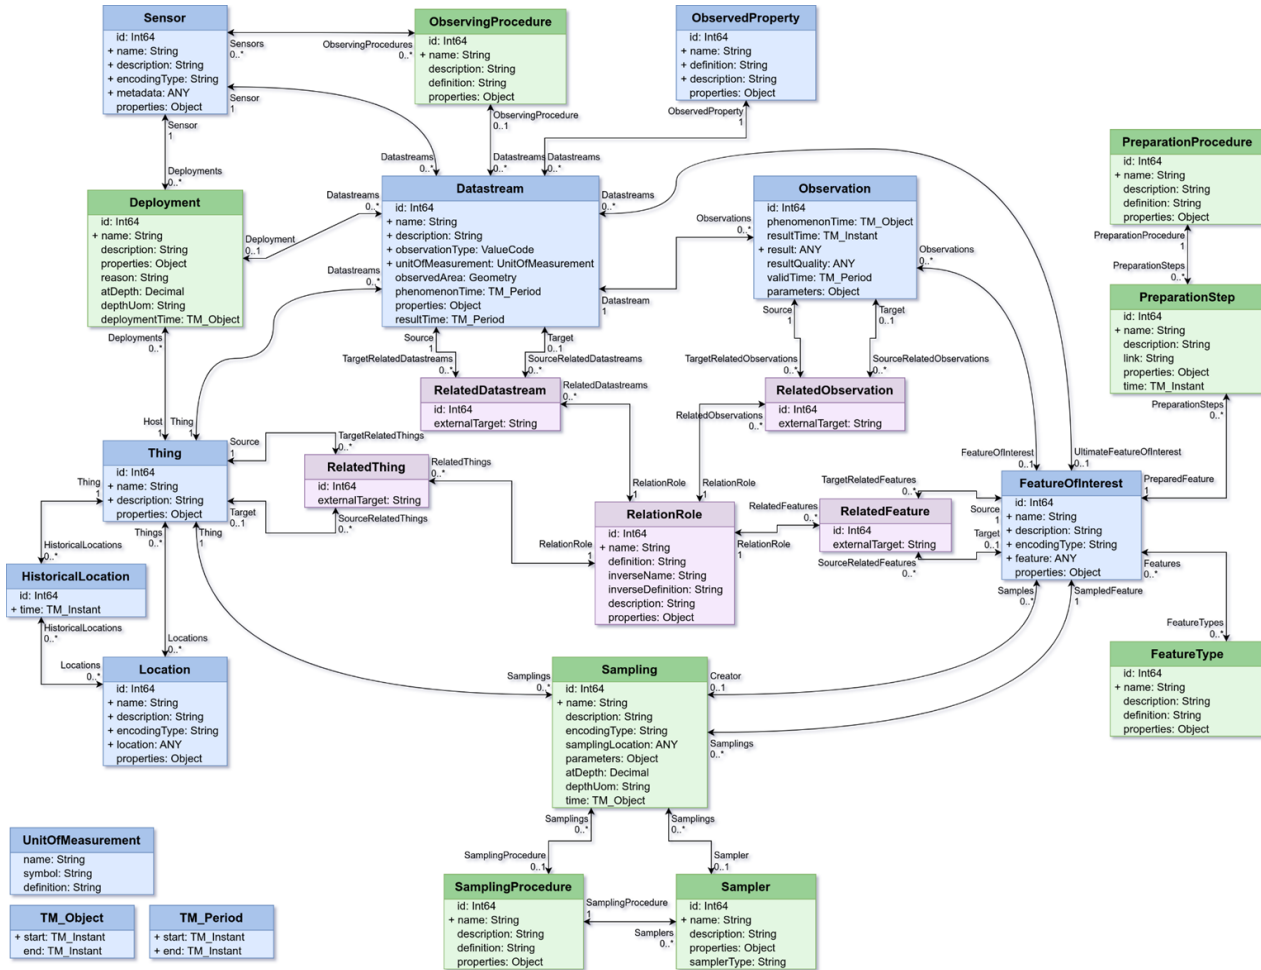 Sensor
id: Int64
+ name: String
+ description: String
+ encodingType: String
+ metadata: ANY
properties: Object
Sensors
0..*
ObservingProcedures
0..*
ObservingProcedure
id: Int64
+ name: String
description: String
definition: String
properties: Object
ObservedProperty
id: Int64
+ name: String
+ definition: String
+ description: String
properties: Object
Sensor
1
Sensor
1
ObservingProcedure
0..1
ObservedProperty
1
Deployments
0..*
Datastreams
0..*
Datastreams
0..*
Datastreams
0..*
PreparationProcedure
id: Int64
+ name: String
description: String
definition: String
properties: Object
PreparationProcedure
1
PreparationSteps
0..*
Deployment
id: Int64
+ name: String
description: String
properties: Object
reason: String
atDepth: Decimal
depthUom: String
deploymentTime: TM_Object
Datastreams
0..*
Deployment
0..1
Datastreams
0..*
Datastream
id: Int64
+ name: String
+ description: String
+ observationType: ValueCode
+ unitOfMeasurement: UnitOfMeasurement
observedArea: Geometry
phenomenonTime: TM_Period
properties: Object
resultTime: TM_Period
Datastreams
0..*
Observations
0..*
Datastream
1
Observation
id: Int64
phenomenonTime: TM_Object
resultTime: TM_Instant
+ result: ANY
resultQuality: ANY
validTime: TM_Period
parameters: Object
Observations
0..*
PreparationStep
id: Int64
+ name: String
description: String
link: String
properties: Object
time: TM_Instant
PreparationSteps
0..*
Deployments
0..*
Source
1
Target
0..1
TargetRelatedDatastreams
0..*
SourceRelatedDatastreams
0..*
Source
1
Target
0..1
TargetRelatedObservations
0..*
SourceRelatedObservations
0..*
RelatedDatastream
id: Int64
externalTarget: String
RelatedDatastreams
0..*
RelatedObservation
id: Int64
externalTarget: String
RelatedObservations
0..*
Host
1
Thing
1
Source
1
TargetRelatedThings
0..*
Thing
id: Int64
+ name: String
+ description: String
properties: Object
Thing
1
Target
0..1
RelatedThing
id: Int64
externalTarget: String
RelatedThings
0..*
SourceRelatedThings
0..*
RelationRole
1
RelationRole
1
RelationRole
1
RelationRole
id: Int64
+ name: String
definition: String
inverseName: String
inverseDefinition: String
description: String
properties: Object
RelatedFeatures
0..*
RelationRole
1
TargetRelatedFeatures
0..*
RelatedFeature
id: Int64
externalTarget: String
SourceRelatedFeatures
0..*
FeatureOfInterest
0..1
UltimateFeatureOfInterest
0..1
PreparedFeature
1
Source
1
Target
0..1
FeatureOfInterest
id: Int64
+ name: String
+ description: String
+ encodingType: String
+ feature: ANY
properties: Object
Features
0..*
Samples
0..*
SampledFeature
1
FeatureTypes
0..*
FeatureType
id: Int64
+ name: String
description: String
definition: String
properties: Object
Things
0..*
Thing
1
HistoricalLocations
0..*
HistoricalLocation
id: Int64
+ time: TM_Instant
HistoricalLocations
0..*
Locations
0..*
Locations
0..*
Location
id: Int64
+ name: String
+ description: String
+ encodingType: String
+ location: ANY
properties: Object
Samplings
0..*
Sampling
id: Int64
+ name: String
description: String
encodingType: String
samplingLocation: ANY
parameters: Object
atDepth: Decimal
depthUom: String
time: TM_Object
Creator
0..1
Samplings
0..*
Samplings
0..*
Samplings
0..*
SamplingProcedure
0..1
Sampler
0..1
SamplingProcedure
id: Int64
+ name: String
description: String
definition: String
properties: Object
SamplingProcedure
1
Samplers
0..*
Sampler
id: Int64
+ name: String
description: String
properties: Object
samplerType: String
UnitOfMeasurement
name: String
symbol: String
definition: String
TM_Object
+ start: TM_Instant
end: TM_Instant
TM_Period
+ start: TM_Instant
+ end: TM_Instant